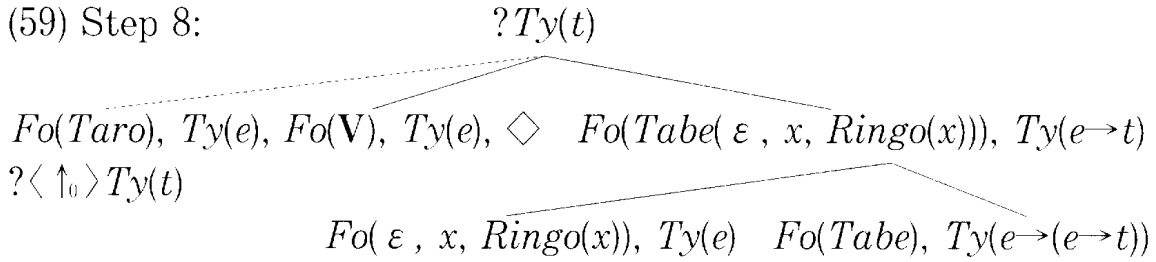 (59) Step 8: ?Ty(t)
Fo(Taro), Ty(e), Fo(V), Ty(e), ◇ Fo(Tabe( ε , x, Ringo(x))), Ty(e→t)
?〈 ↑₀〉Ty(t)
Fo( ε , x, Ringo(x)), Ty(e) Fo(Tabe), Ty(e→(e→t))